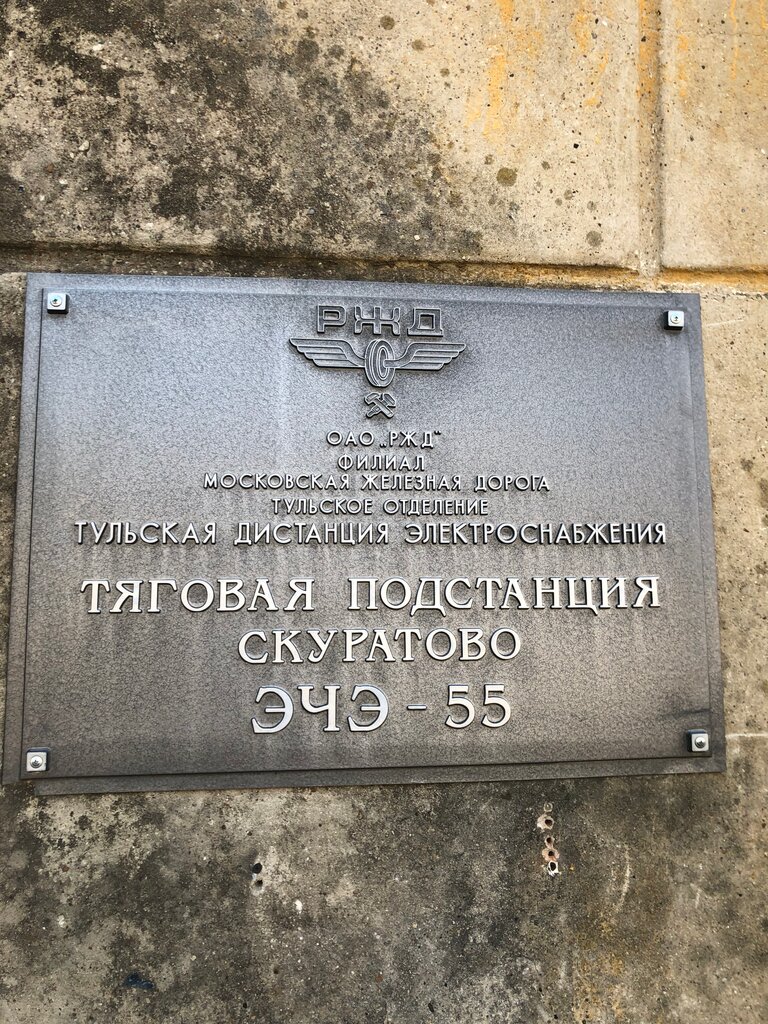 РЖД
ОАО „РЖД“
ФИЛИАЛ
МОСКОВСКАЯ ЖЕЛЕЗНАЯ ДОРОГА
ТУЛЬСКОЕ ОТДЕЛЕНИЕ
ТУЛЬСКАЯ ДИСТАНЦИЯ ЭЛЕКТРОСНАБЖЕНИЯ
ТЯГОВАЯ ПОДСТАНЦИЯ
СКУРАТОВО
ЭЧЭ - 55